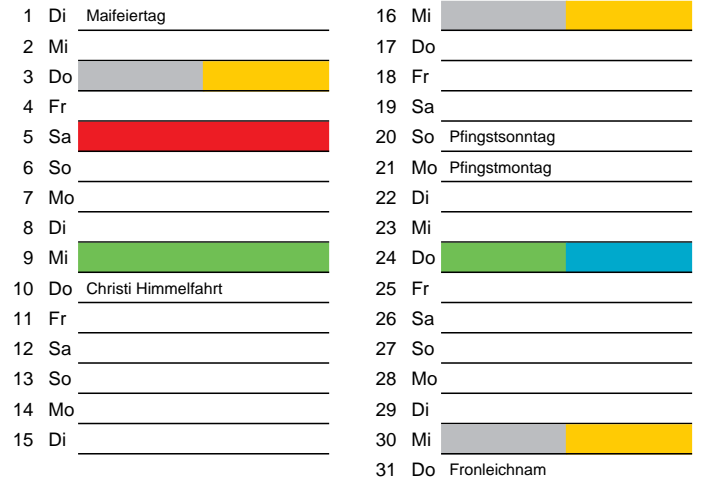 1 Di Maifeiertag
2 Mi
3 Do
4 Fr
5 Sa
6 So
7 Mo
8 Di
9 Mi
10 Do Christi Himmelfahrt
11 Fr
12 Sa
13 So
14 Mo
15 Di
16 Mi
17 Do
18 Fr
19 Sa
20 So Pfingstsonntag
21 Mo Pfingstmontag
22 Di
23 Mi
24 Do
25 Fr
26 Sa
27 So
28 Mo
29 Di
30 Mi
31 Do Fronleichnam